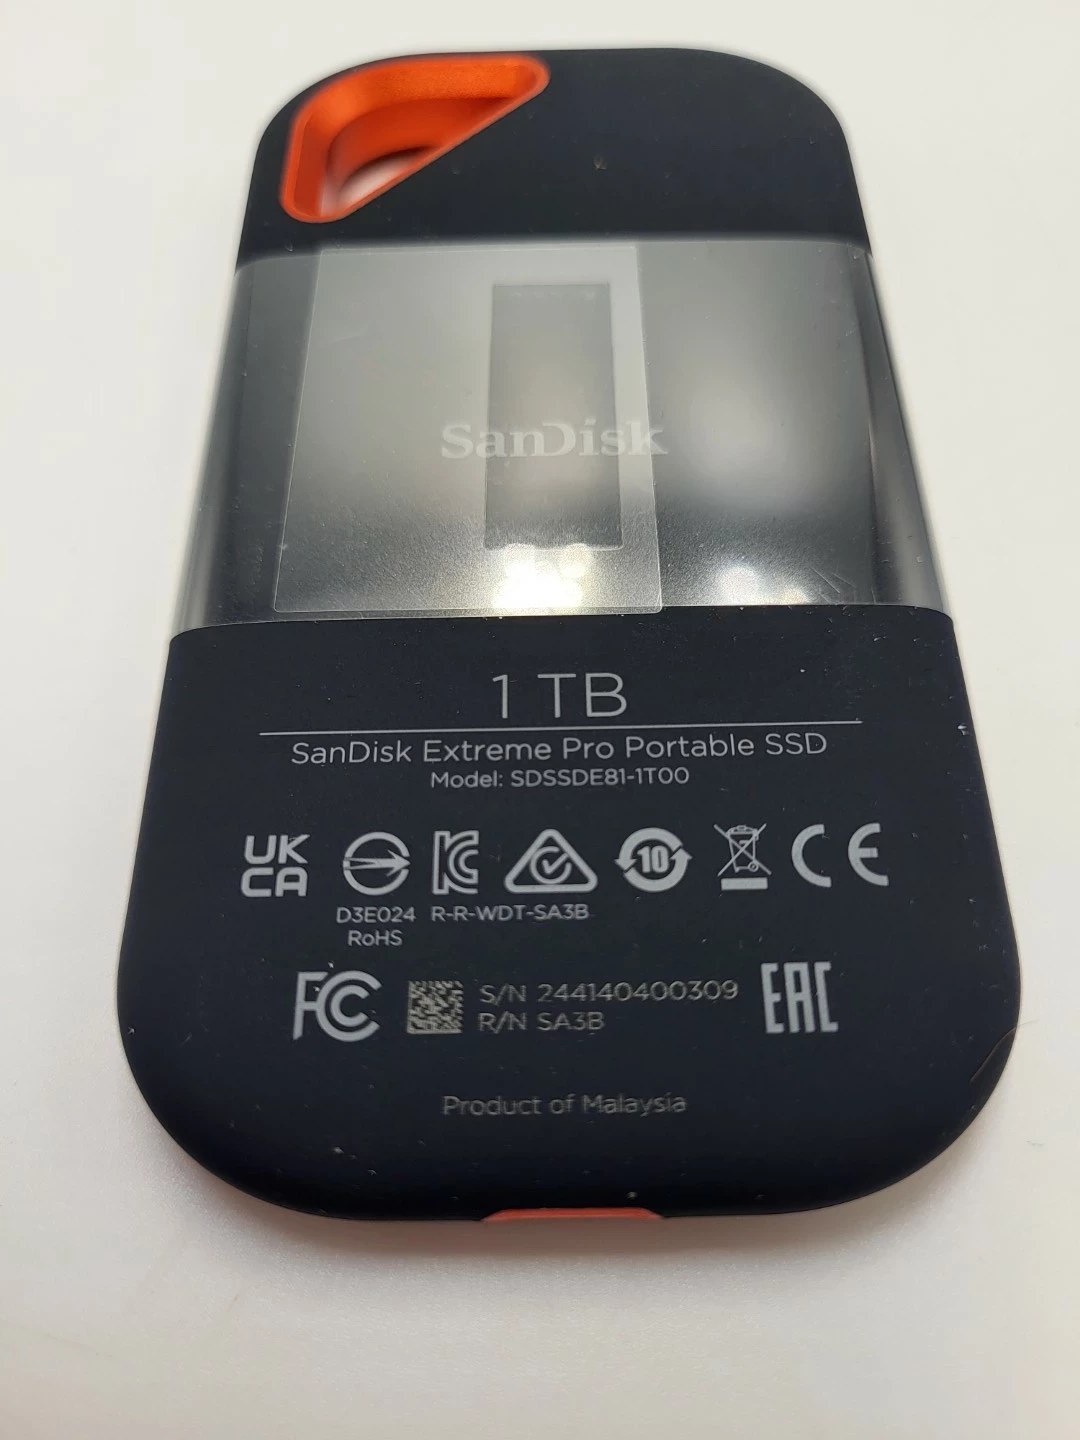 SanDisk
1 TB
SanDisk Extreme Pro Portable SSD
Model: SDSSDE81-1T00
UK
CA
10
CE
D3E024 R-R-WDT-SA3B
RoHS
FC
S/N 244140400309
R/N SA3B
EAC
Product of Malaysia